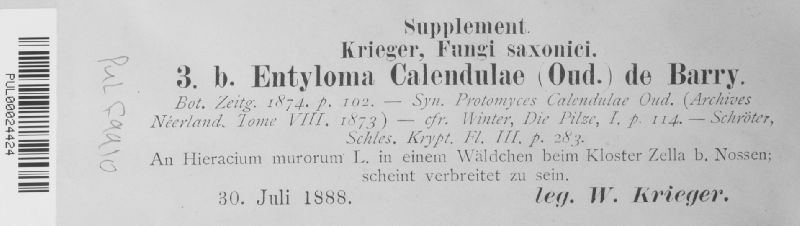 Supplement.
Krieger, Fungi saxonici.
3. b. Entyloma Calendulae (Oud.) de Barry.
Bot. Zeitg. 1874. p. 102. — Syn. Protomyces Calendulae Oud. (Archives
Néerland. Tome VIII. 1873) — cfr. Winter, Die Pilze, I. p. 114. — Schröter,
Schles. Krypt. Fl. III. p. 283.
An Hieracium murorum L. in einem Wäldchen beim Kloster Zella b. Nossen;
scheint verbreitet zu sein.
30. Juli 1888. leg. W. Krieger.
PUL00024424
PUL